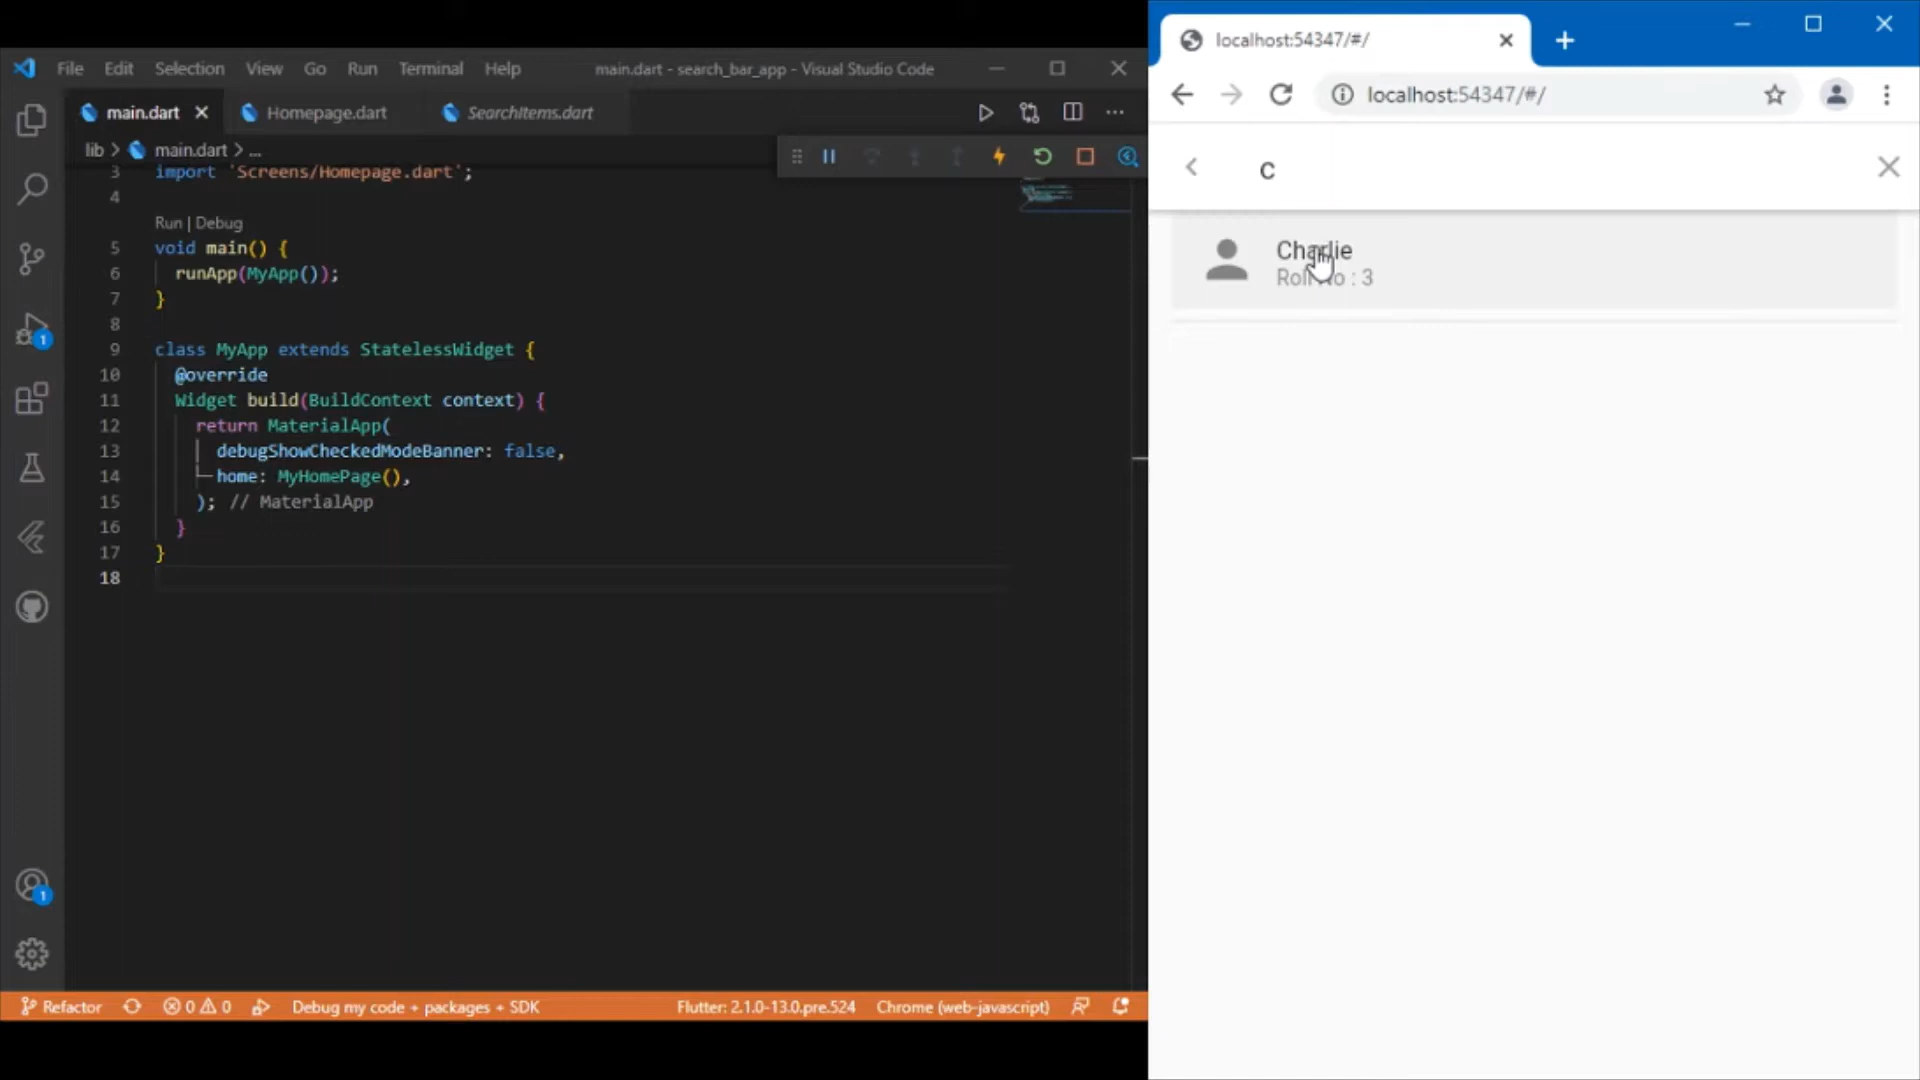 File Edit Selection View Go Run Terminal Help main.dart - search_bar_app - Visual Studio Code
main.dart Homepage.dart SearchItems.dart
lib > main.dart > ...
3 import 'Screens/Homepage.dart';
4
Run | Debug
5 void main() {
6 runApp(MyApp());
7 }
8
9 class MyApp extends StatelessWidget {
10 @override
11 Widget build(BuildContext context) {
12 return MaterialApp(
13 debugShowCheckedModeBanner: false,
14 home: MyHomePage(),
15 ); // MaterialApp
16 }
17 }
18
1
1
Refactor 0 0 Debug my code + packages + SDK Flutter: 2.1.0-13.0.pre.524 Chrome (web-javascript)
localhost:54347/#/
localhost:54347/#/
c
Charlie
Roll No : 3